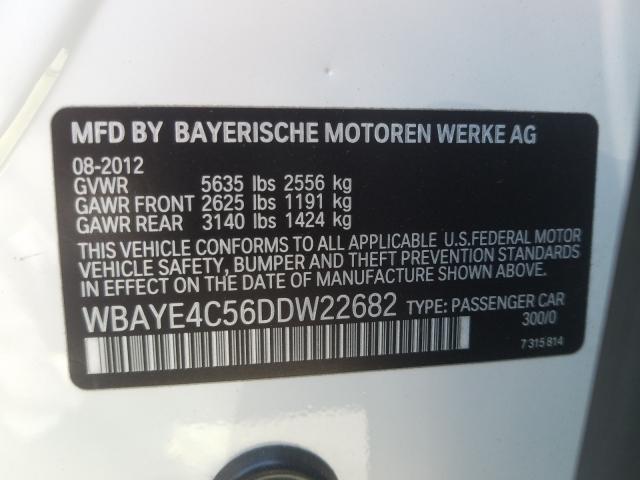 MFD BY BAYERISCHE MOTOREN WERKE AG
08-2012
GVWR 5635 lbs 2556 kg
GAWR FRONT 2625 lbs 1191 kg
GAWR REAR 3140 lbs 1424 kg
THIS VEHICLE CONFORMS TO ALL APPLICABLE U.S.FEDERAL MOTOR
VEHICLE SAFETY, BUMPER AND THEFT PREVENTION STANDARDS
IN EFFECT ON THE DATE OF MANUFACTURE SHOWN ABOVE.
WBAYE4C56DDW22682 TYPE: PASSENGER CAR
300/0
7 315 814